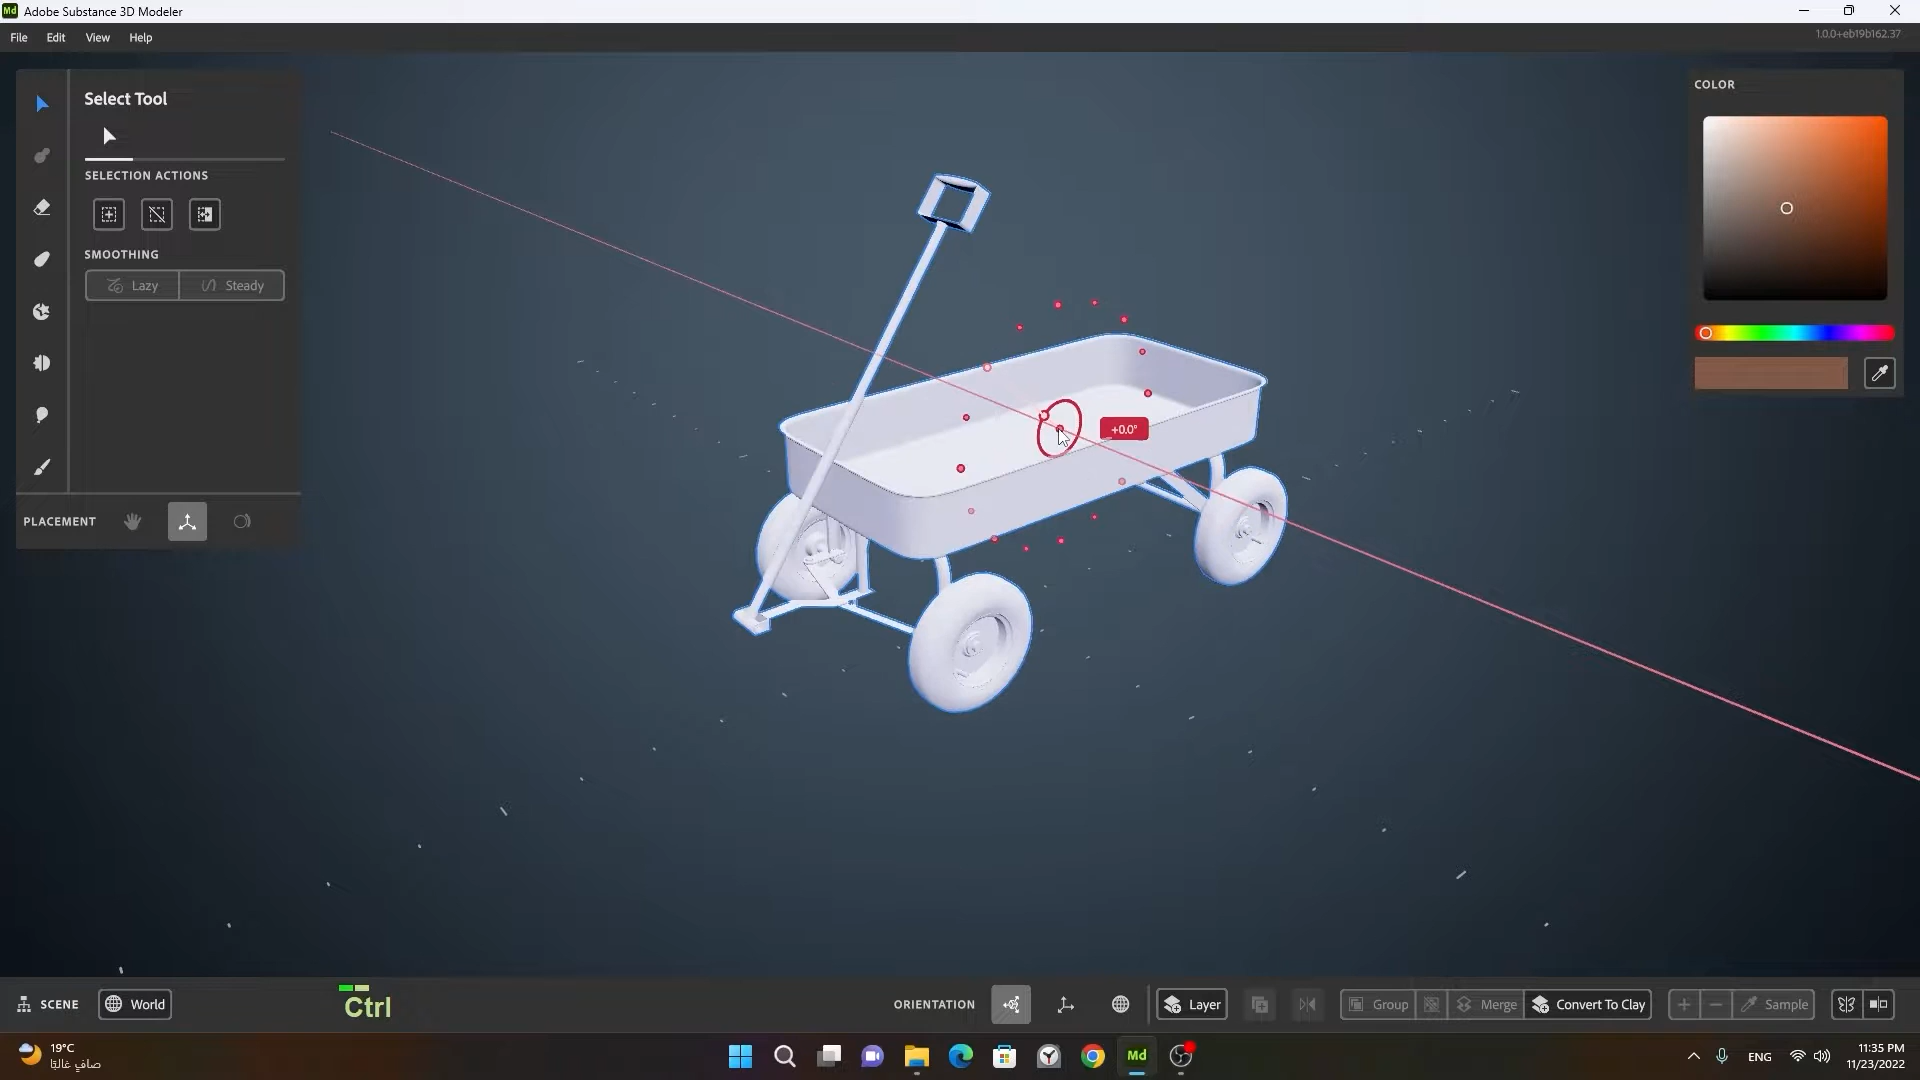 Md Adobe Substance 3D Modeler
File Edit View Help
1.0.0+eb19b162.37
Select Tool
SELECTION ACTIONS
SMOOTHING
Lazy Steady
PLACEMENT
COLOR
+0.0°
SCENE World
Ctrl
ORIENTATION
Layer
Group
Merge
Convert To Clay
Sample
19°C
صافٍ غالبًا
Md
ENG
11:35 PM
11/23/2022